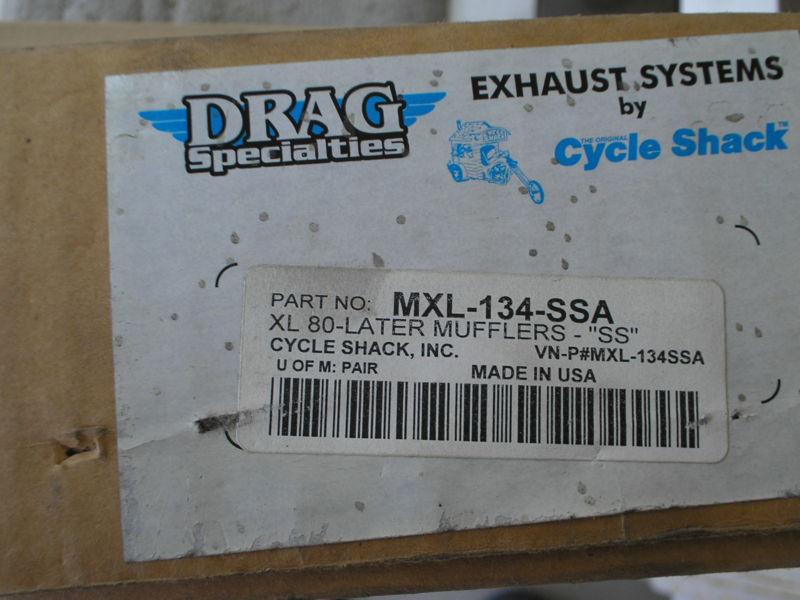 DRAG
Specialties
EXHAUST SYSTEMS
by
THE ORIGINAL
Cycle Shack™
PART NO: MXL-134-SSA
XL 80-LATER MUFFLERS - "SS"
CYCLE SHACK, INC. VN-P#MXL-134SSA
U OF M: PAIR MADE IN USA